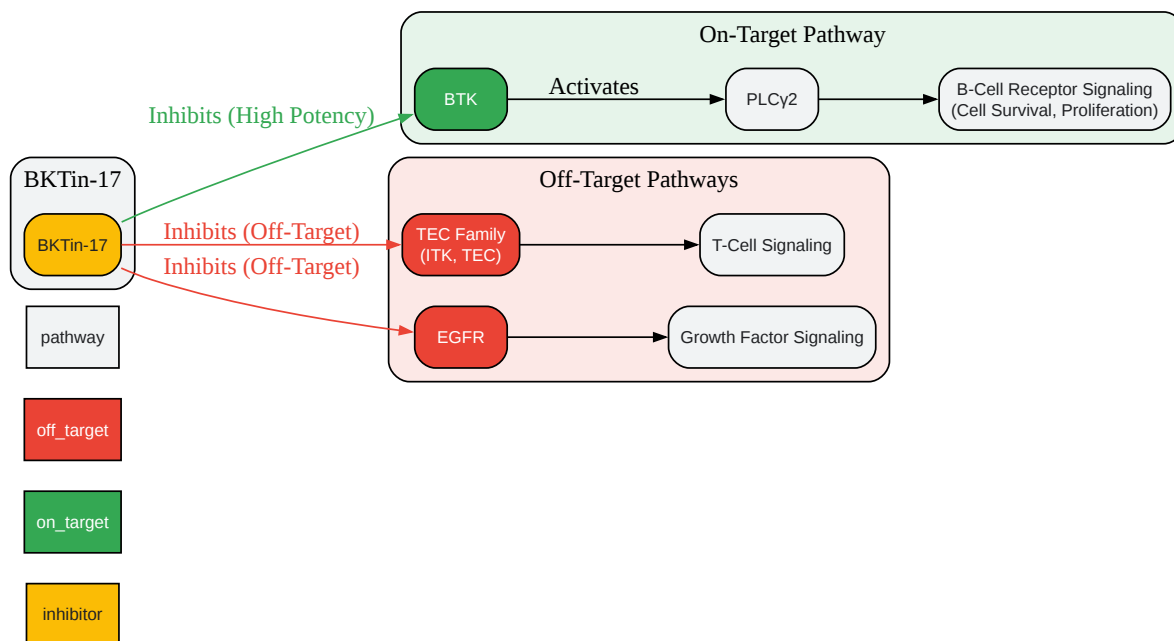 On-Target Pathway
BTK
Activates
PLCγ2
B-Cell Receptor Signaling
(Cell Survival, Proliferation)
Inhibits (High Potency)
BKTin-17
BKTin-17
Off-Target Pathways
Inhibits (Off-Target)
TEC Family
(ITK, TEC)
T-Cell Signaling
Inhibits (Off-Target)
EGFR
Growth Factor Signaling
pathway
off_target
on_target
inhibitor